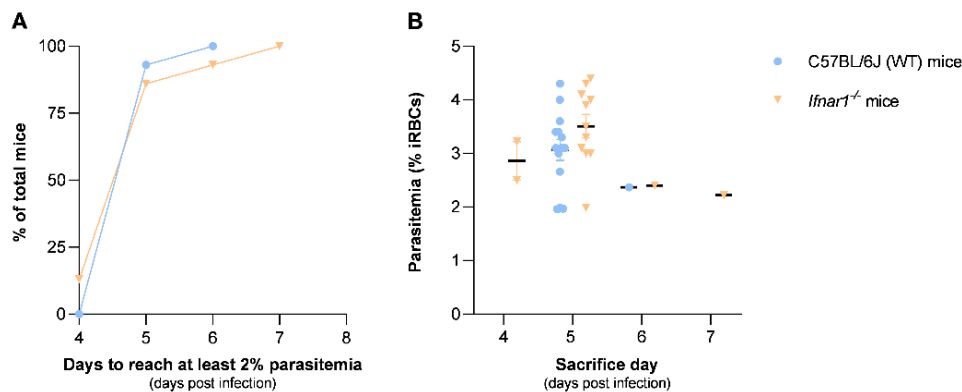 A
% of total mice
100
75
50
25
0
4 5 6 7 8
Days to reach at least 2% parasitemia
(days post infection)
B
Parasitemia (% iRBCs)
5
4
3
2
1
0
4 5 6 7
Sacrifice day
(days post infection)
C57BL/6J (WT) mice
Ifnar1-/- mice